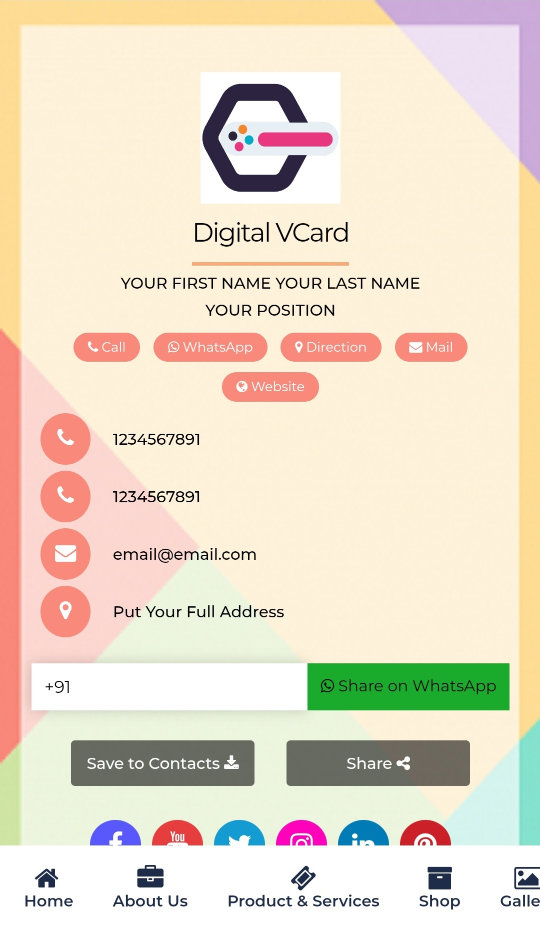 Digital VCard
YOUR FIRST NAME YOUR LAST NAME
YOUR POSITION
Call WhatsApp Direction Mail
Website
1234567891
1234567891
email@email.com
Put Your Full Address
+91 Share on WhatsApp
Save to Contacts Share
You
Home About Us Product & Services Shop Galle